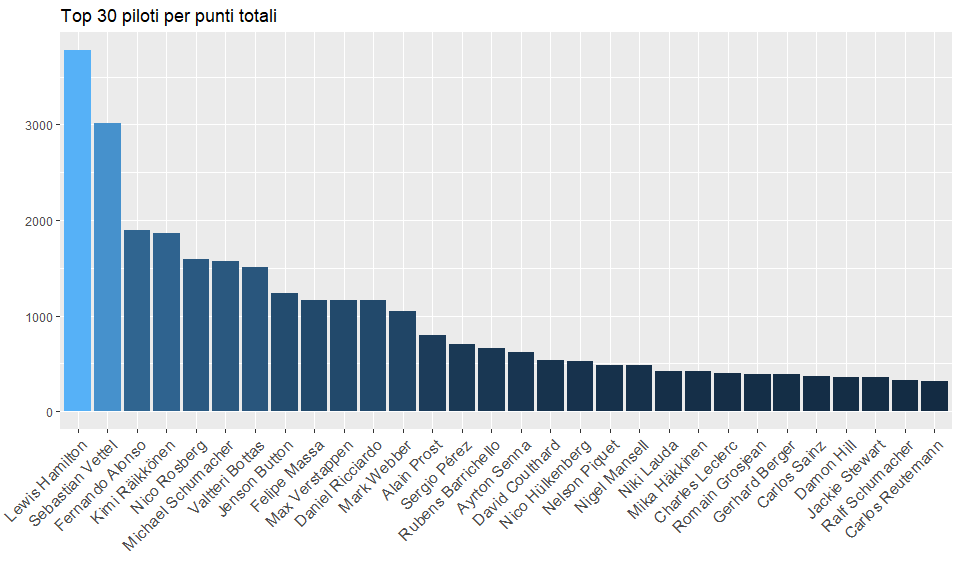 Top 30 piloti per punti totali
3000
2000
1000
0
Lewis Hamilton
Sebastian Vettel
Fernando Alonso
Kimi Räikkönen
Nico Rosberg
Michael Schumacher
Valtteri Bottas
Jenson Button
Felipe Massa
Max Verstappen
Daniel Ricciardo
Mark Webber
Alain Prost
Sergio Pérez
Rubens Barrichello
Ayrton Senna
David Coulthard
Nico Hülkenberg
Nelson Piquet
Nigel Mansell
Niki Lauda
Mika Häkkinen
Charles Leclerc
Romain Grosjean
Gerhard Berger
Carlos Sainz
Damon Hill
Jackie Stewart
Ralf Schumacher
Carlos Reutemann